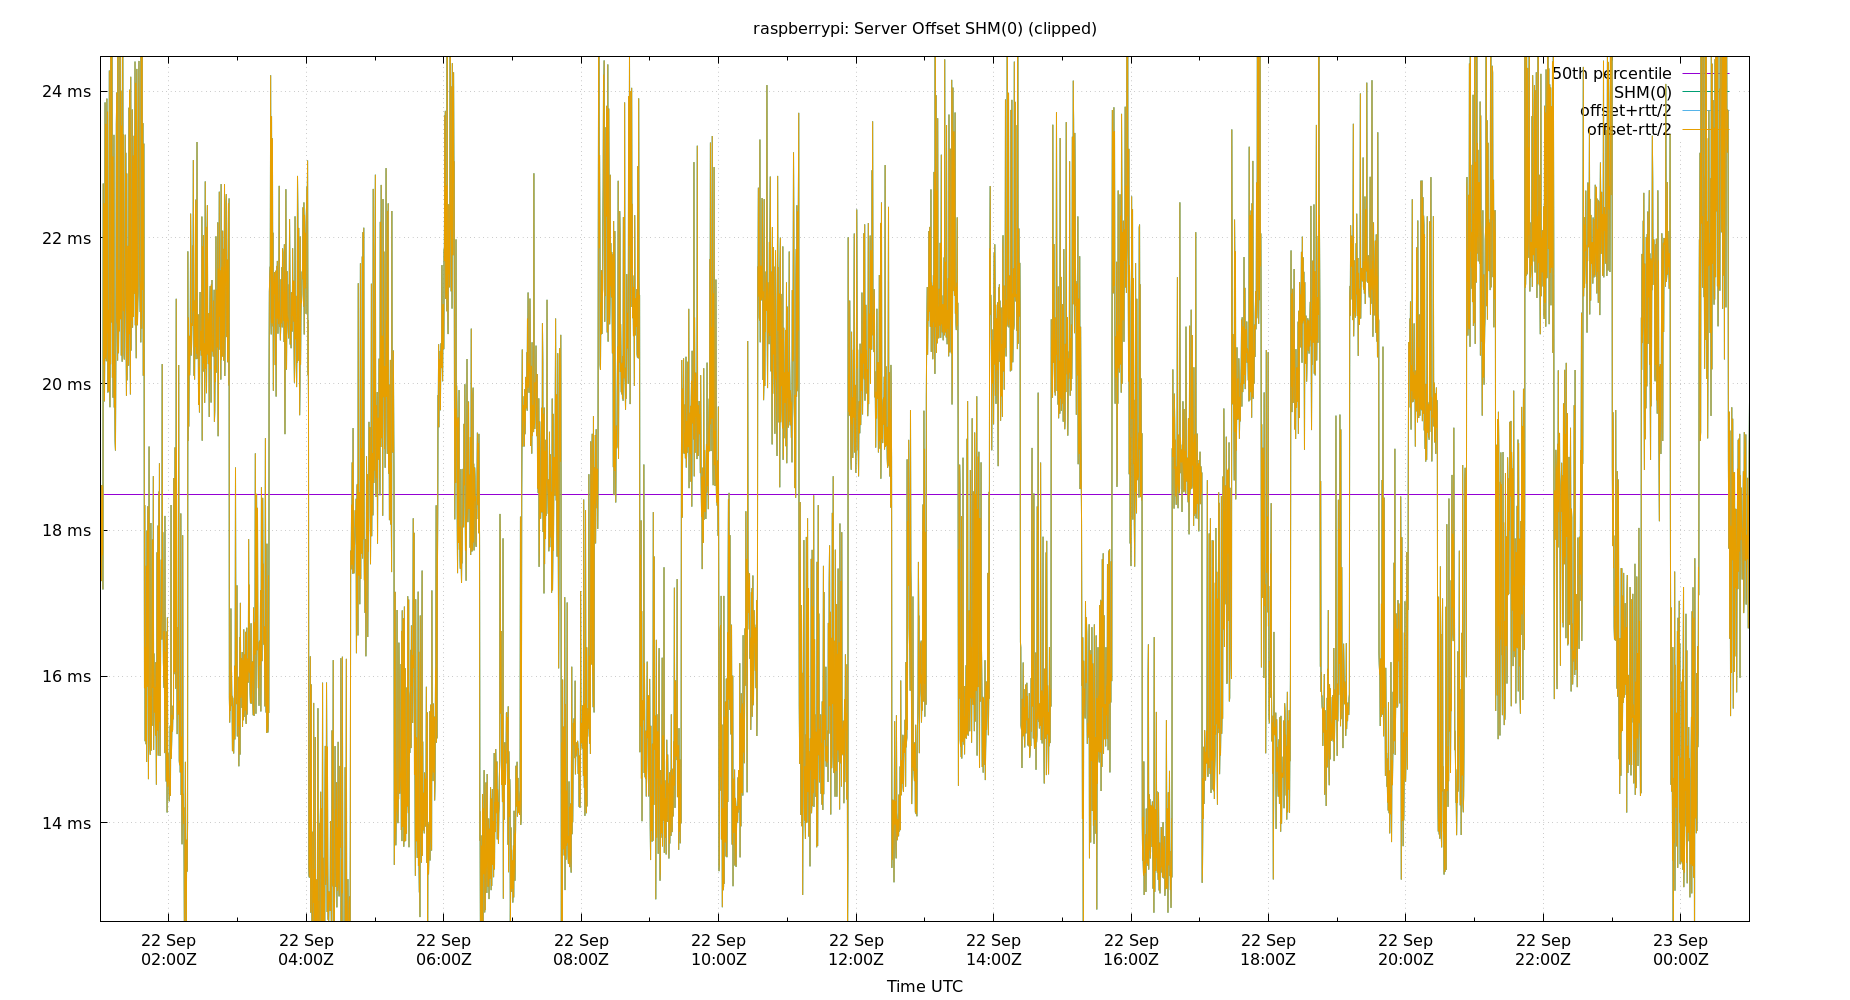 raspberrypi: Server Offset SHM(0) (clipped)
24 ms
22 ms
20 ms
18 ms
16 ms
14 ms
50th percentile
SHM(0)
offset+rtt/2
offset-rtt/2
22 Sep
02:00Z
22 Sep
04:00Z
22 Sep
06:00Z
22 Sep
08:00Z
22 Sep
10:00Z
22 Sep
12:00Z
22 Sep
14:00Z
22 Sep
16:00Z
22 Sep
18:00Z
22 Sep
20:00Z
22 Sep
22:00Z
23 Sep
00:00Z
Time UTC